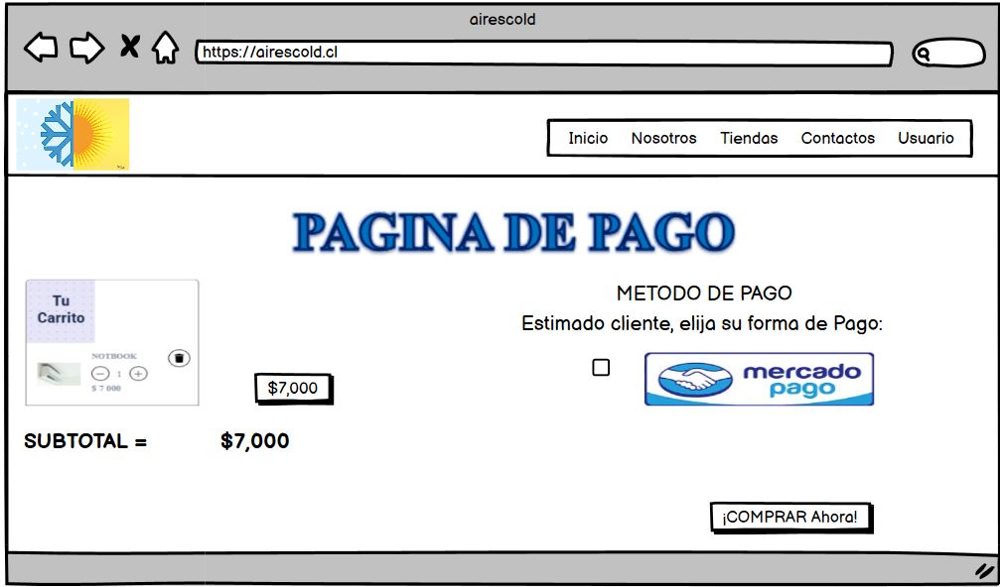 airescold
https://airescold.cl
Inicio Nosotros Tiendas Contactos Usuario
PAGINA DE PAGO
Tu
Carrito
NOTBOOK
1
$ 7 000
$7,000
SUBTOTAL = $7,000
METODO DE PAGO
Estimado cliente, elija su forma de Pago:
mercado
pago
¡COMPRAR Ahora!